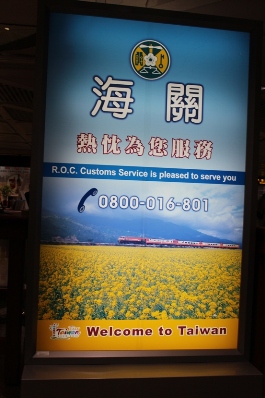 海關
熱忱為您服務
R.O.C. Customs Service is pleased to serve you
0800-016-801
Taiwan
Welcome to Taiwan